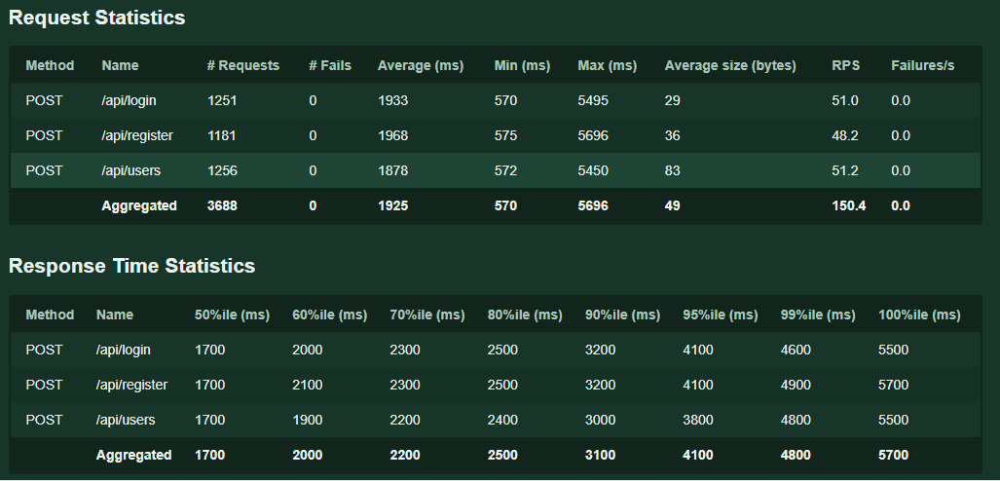 Request Statistics
Method Name # Requests # Fails Average (ms) Min (ms) Max (ms) Average size (bytes) RPS Failures/s
POST /api/login 1251 0 1933 570 5495 29 51.0 0.0
POST /api/register 1181 0 1968 575 5696 36 48.2 0.0
POST /api/users 1256 0 1878 572 5450 83 51.2 0.0
Aggregated 3688 0 1925 570 5696 49 150.4 0.0
Response Time Statistics
Method Name 50%ile (ms) 60%ile (ms) 70%ile (ms) 80%ile (ms) 90%ile (ms) 95%ile (ms) 99%ile (ms) 100%ile (ms)
POST /api/login 1700 2000 2300 2500 3200 4100 4600 5500
POST /api/register 1700 2100 2300 2500 3200 4100 4900 5700
POST /api/users 1700 1900 2200 2400 3000 3800 4800 5500
Aggregated 1700 2000 2200 2500 3100 4100 4800 5700